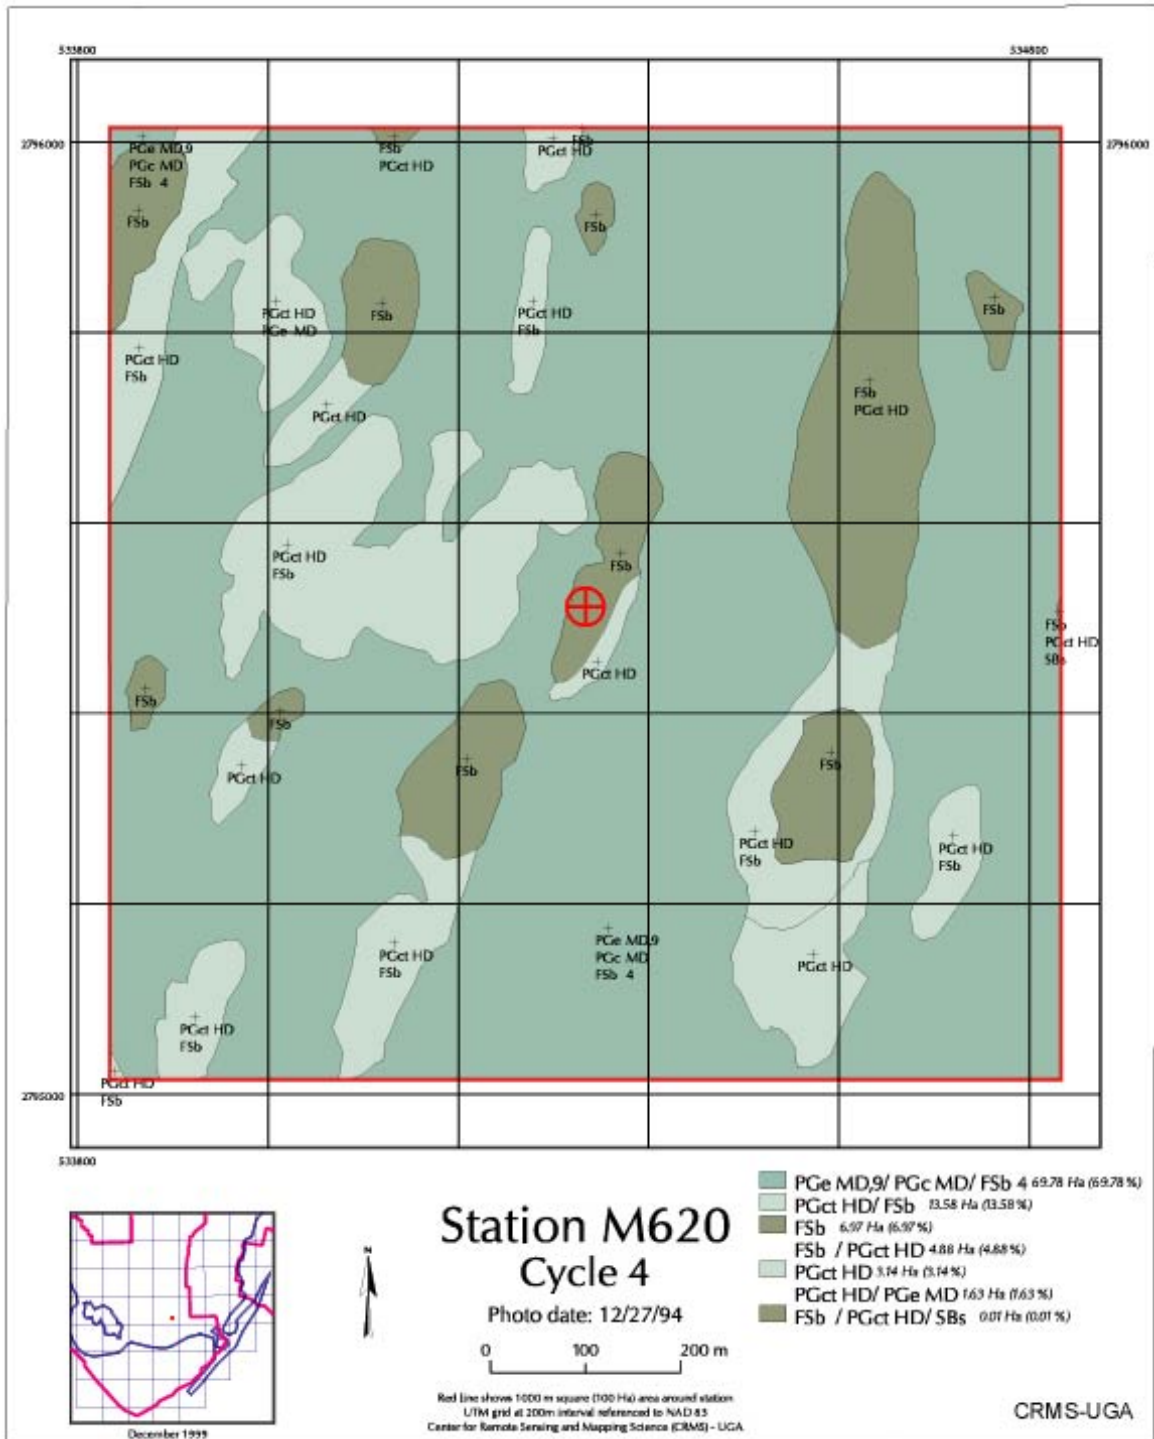 533800
534800
2796000
2796000
PGe MD,9
PGc MD
FSb 4
FSb
FSb
PGct HD
FSb
PGct HD
FSb
PGct HD
PGe MD
FSb
PGct HD
FSb
FSb
PGct HD
FSb
PGct HD
FSb
PGct HD
PGct HD
FSb
FSb
FSb
PGct HD
SBs
PGct HD
FSb
FSb
PGct HD
FSb
FSb
PGct HD
FSb
PGct HD
FSb
PGe MD,9
PGc MD
FSb 4
PGct HD
FSb
PGct HD
PGct HD
FSb
PGct HD
FSb
2795000
533800
Station M620
Cycle 4
Photo date: 12/27/94
0 100 200 m
Red Line shows 1000 m square (100 Ha) area around station
UTM grid at 200m interval referenced to NAD 83
Center for Remote Sensing and Mapping Science (CRMS) - UGA
N
December 1999
PGe MD,9/ PGc MD/ FSb 4 69.78 Ha (69.78 %)
PGct HD/ FSb 13.58 Ha (13.58 %)
FSb 6.97 Ha (6.97 %)
FSb / PGct HD 4.88 Ha (4.88 %)
PGct HD 3.14 Ha (3.14 %)
PGct HD/ PGe MD 1.63 Ha (1.63 %)
FSb / PGct HD/ SBs 0.01 Ha (0.01 %)
CRMS-UGA